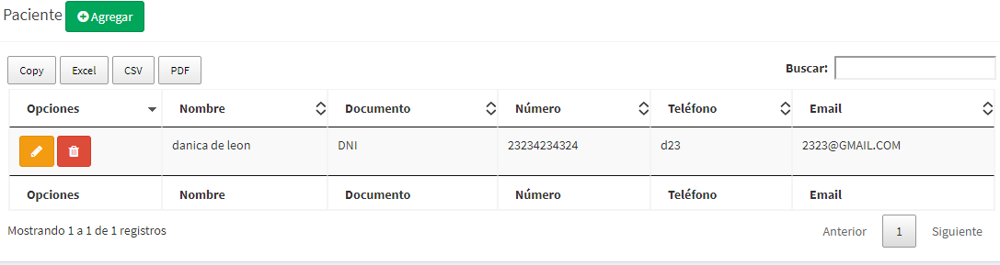 Paciente Agregar
Copy Excel CSV PDF Buscar:
Opciones Nombre Documento Número Teléfono Email
danica de leon DNI 23234234324 d23 2323@GMAIL.COM
Opciones Nombre Documento Número Teléfono Email
Mostrando 1 a 1 de 1 registros Anterior 1 Siguiente